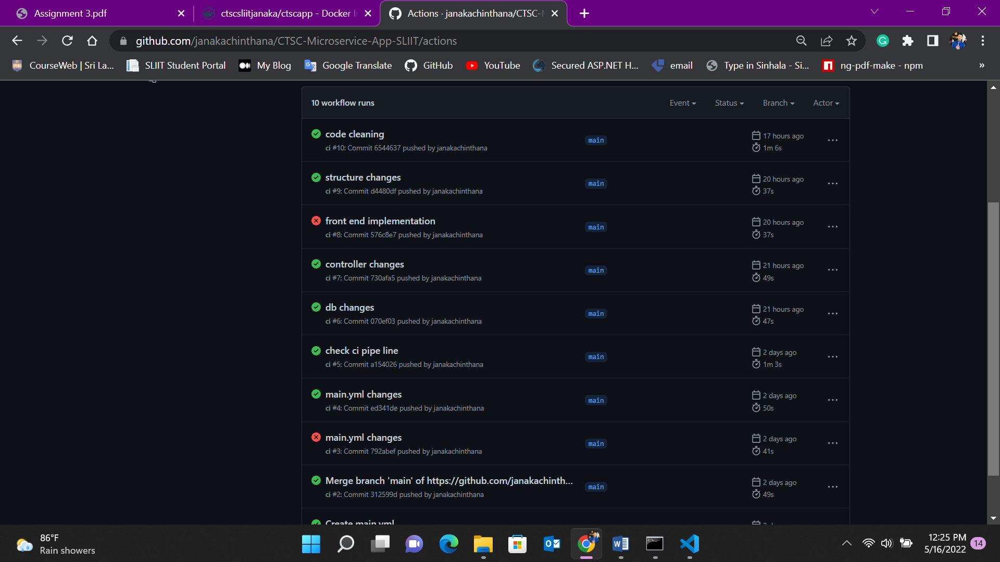 Assignment 3.pdf
ctscsliitjanaka/ctscapp - Docker I
Actions · janakachinthana/CTSC-M
github.com/janakachinthana/CTSC-Microservice-App-SLIIT/actions
CourseWeb | Sri La...
SLIIT Student Portal
My Blog
Google Translate
GitHub
YouTube
Secured ASP.NET H...
email
Type in Sinhala - Si...
ng-pdf-make - npm
»
10 workflow runs
Event
Status
Branch
Actor
code cleaning
ci #10: Commit 6544637 pushed by janakachinthana
main
17 hours ago
1m 6s
structure changes
ci #9: Commit d4480df pushed by janakachinthana
main
20 hours ago
37s
front end implementation
ci #8: Commit 576c8e7 pushed by janakachinthana
main
20 hours ago
37s
controller changes
ci #7: Commit 730afa5 pushed by janakachinthana
main
21 hours ago
49s
db changes
ci #6: Commit 070ef03 pushed by janakachinthana
main
21 hours ago
47s
check ci pipe line
ci #5: Commit a154026 pushed by janakachinthana
main
2 days ago
1m 3s
main.yml changes
ci #4: Commit ed341de pushed by janakachinthana
main
2 days ago
50s
main.yml changes
ci #3: Commit 792abef pushed by janakachinthana
main
2 days ago
41s
Merge branch 'main' of https://github.com/janakachinth...
ci #2: Commit 312599d pushed by janakachinthana
main
2 days ago
49s
Create main.yml
86°F
Rain showers
12:25 PM
5/16/2022
14